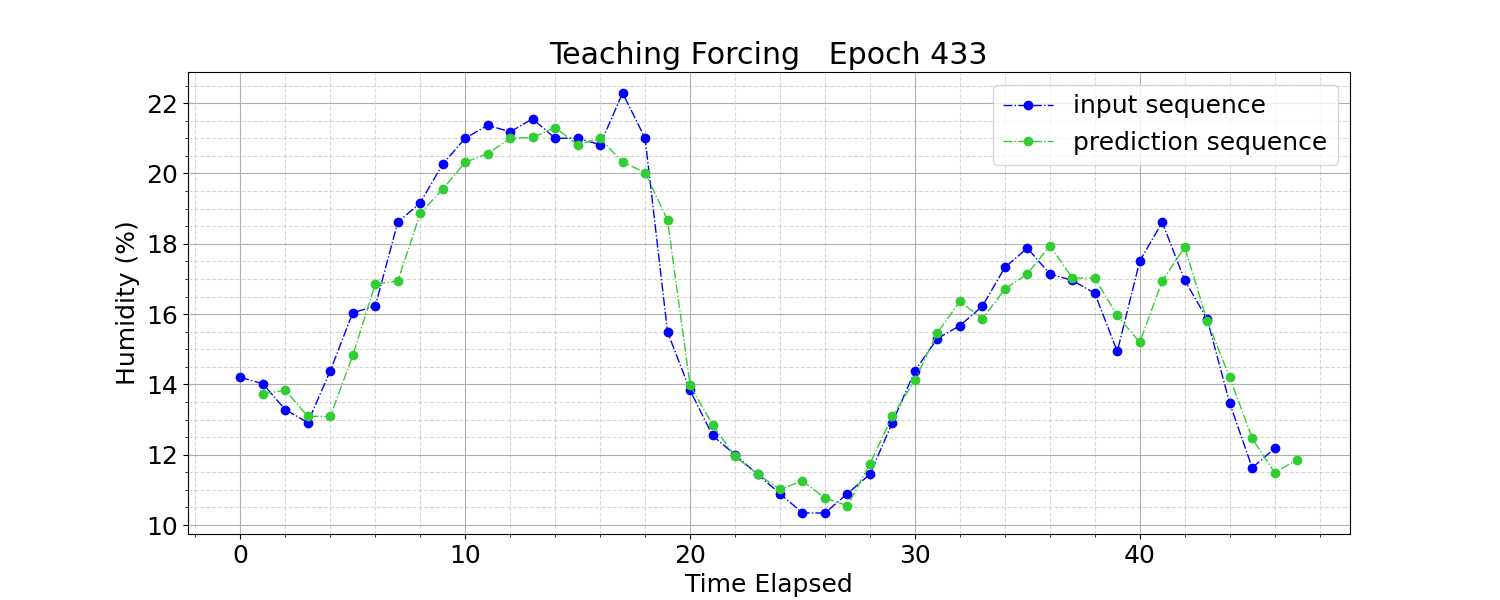 Teaching Forcing   Epoch 433
input sequence
prediction sequence
Humidity (%)
22
20
18
16
14
12
10
0 10 20 30 40
Time Elapsed